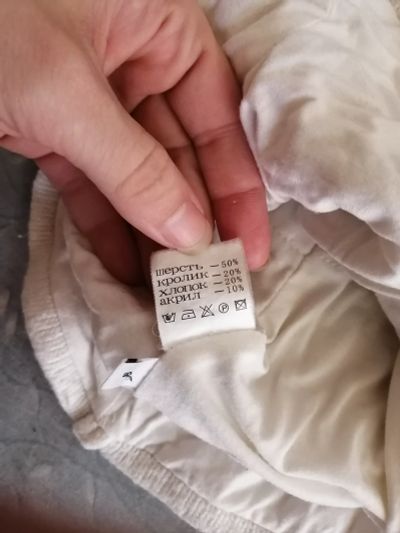 шерсть – 50%
кролик – 20%
хлопок – 20%
акрил – 10%